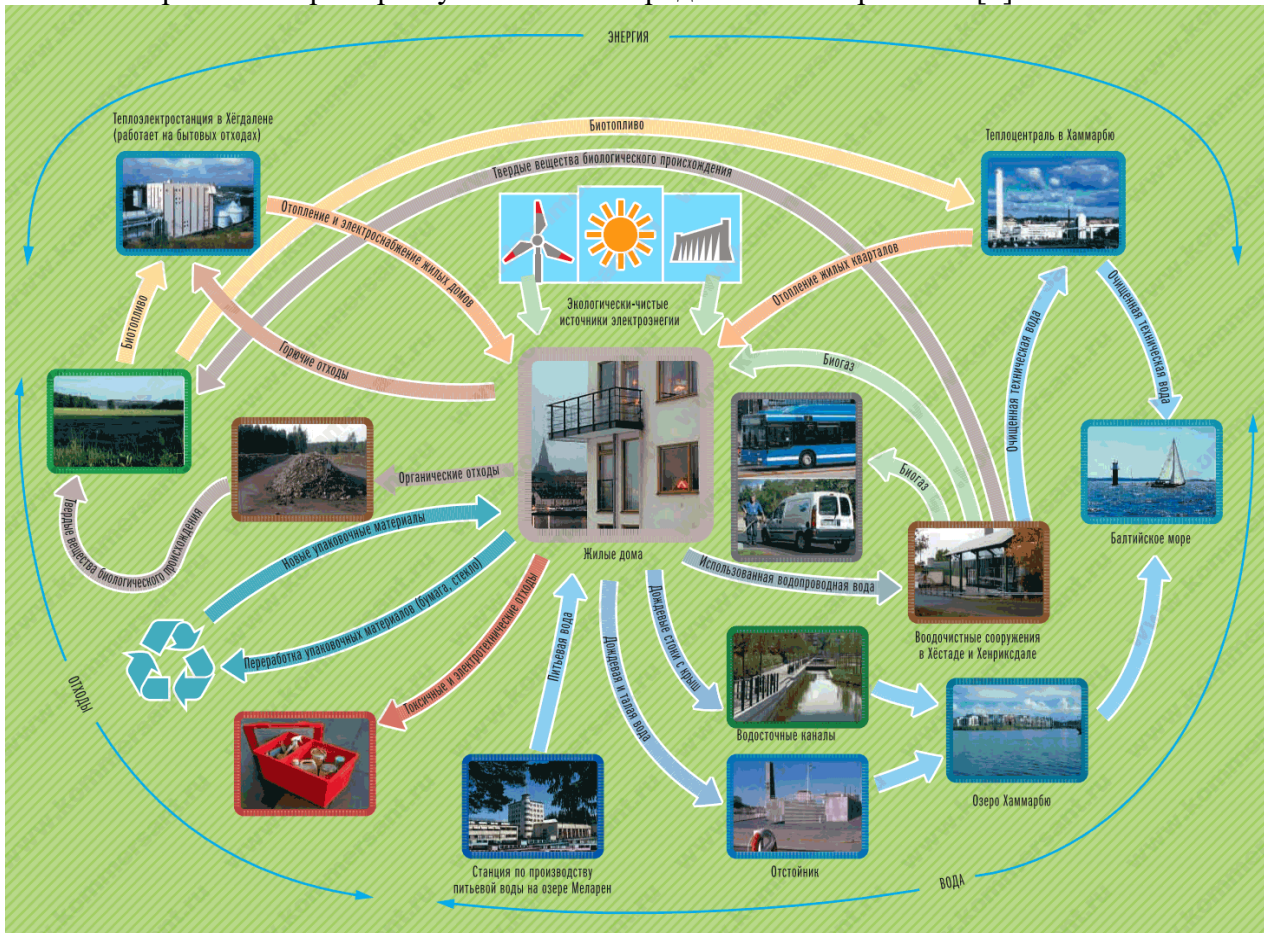 ЭНЕРГИЯ
Теплоэлектростанция в Хёгдалене
(работает на бытовых отходах)
Биотопливо
Теплоцентраль в Хаммарбю
Твердые вещества биологического происхождения
Отопление и электроснабжение жилых домов
Отопление жилых кварталов
Экологически-чистые
источники электроэнегии
Биотопливо
Горючие отходы
Биогаз
Очищенная техническая вода
Очищенная техническая вода
Органические отходы
Биогаз
Твердые вещества биологического происхождения
Новые упаковочные материалы
Жилые дома
Балтийское море
Использованная водопроводная вода
Переработка упаковочных материалов (бумага, стекло)
Токсичные и электротехнические отходы
Питьевая вода
Дождевая и талая вода
Дождевые стоки с крыш
Воодочистные сооружения
в Хёстаде и Хенриксдале
ОТХОДЫ
Водосточные каналы
Озеро Хаммарбю
Станция по производству
питьевой воды на озере Меларен
Отстойник
ВОДА